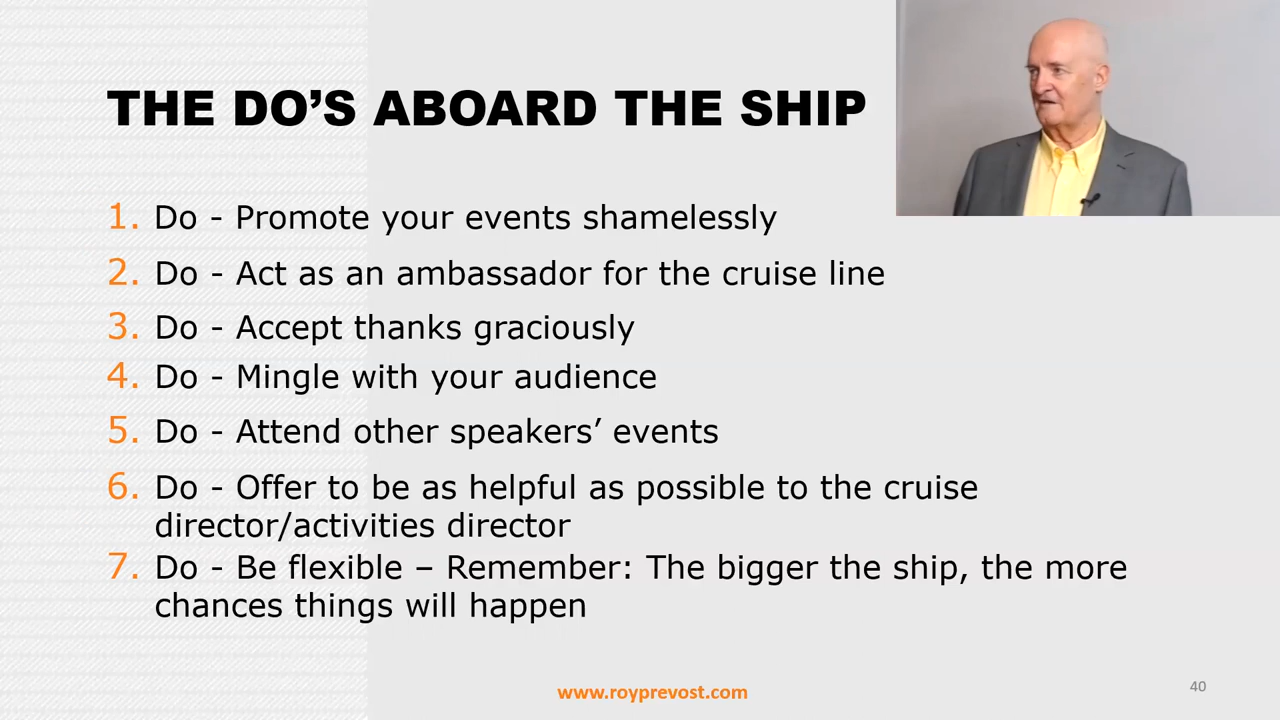 THE DO’S ABOARD THE SHIP
1. Do - Promote your events shamelessly
2. Do - Act as an ambassador for the cruise line
3. Do - Accept thanks graciously
4. Do - Mingle with your audience
5. Do - Attend other speakers’ events
6. Do - Offer to be as helpful as possible to the cruise
director/activities director
7. Do - Be flexible – Remember: The bigger the ship, the more
chances things will happen
www.royprevost.com
40